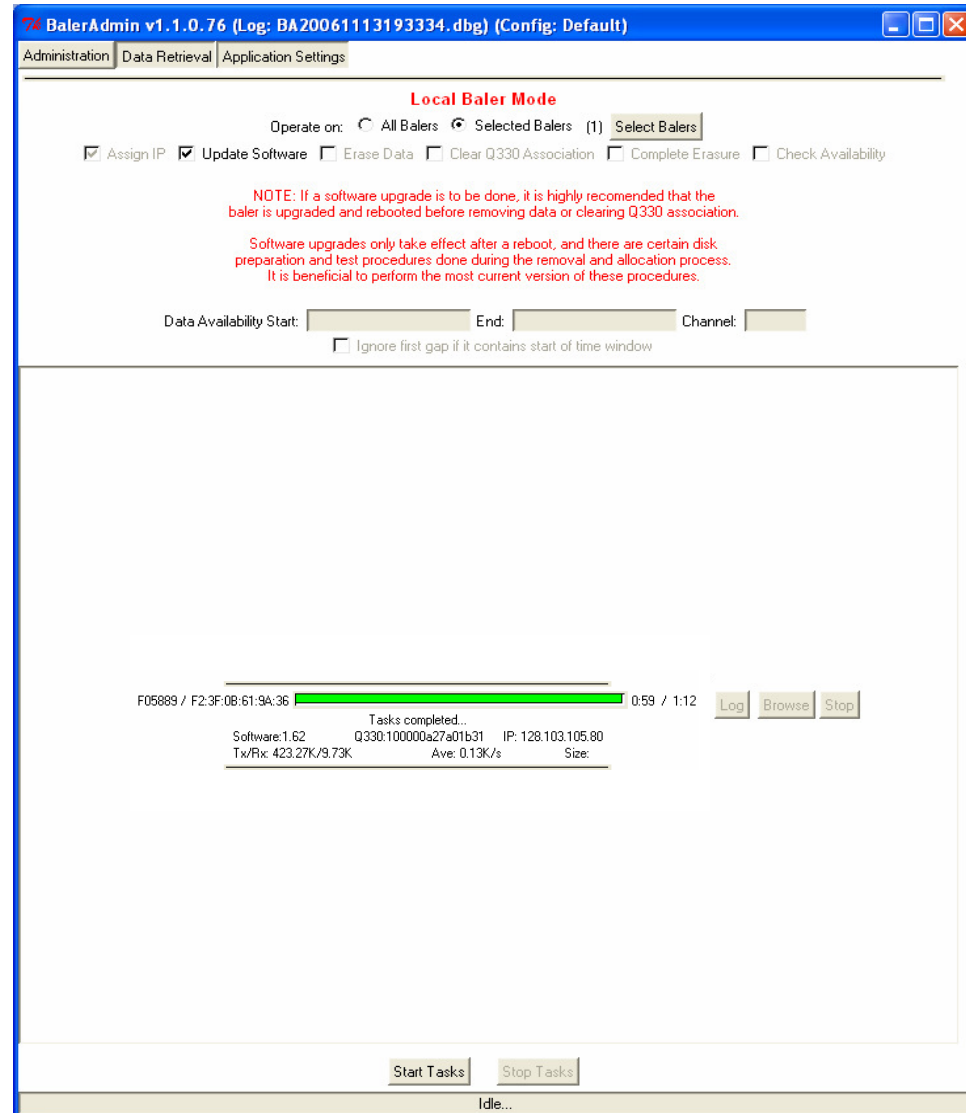 BalerAdmin v1.1.0.76 (Log: BA20061113193334.dbg) (Config: Default)
Administration Data Retrieval Application Settings
Local Baler Mode
Operate on: All Balers Selected Balers (1) Select Balers
Assign IP Update Software Erase Data Clear Q330 Association Complete Erasure Check Availability
NOTE: If a software upgrade is to be done, it is highly recomended that the
baler is upgraded and rebooted before removing data or clearing Q330 association.
Software upgrades only take effect after a reboot, and there are certain disk
preparation and test procedures done during the removal and allocation process.
It is beneficial to perform the most current version of these procedures.
Data Availability Start: End: Channel:
Ignore first gap if it contains start of time window
F05889 / F2:3F:0B:61:9A:36 0:59 / 1:12 Log Browse Stop
Tasks completed...
Software:1.62 Q330:100000a27a01b31 IP: 128.103.105.80
Tx/Rx: 423.27K/9.73K Ave: 0.13K/s Size:
Start Tasks Stop Tasks
Idle...